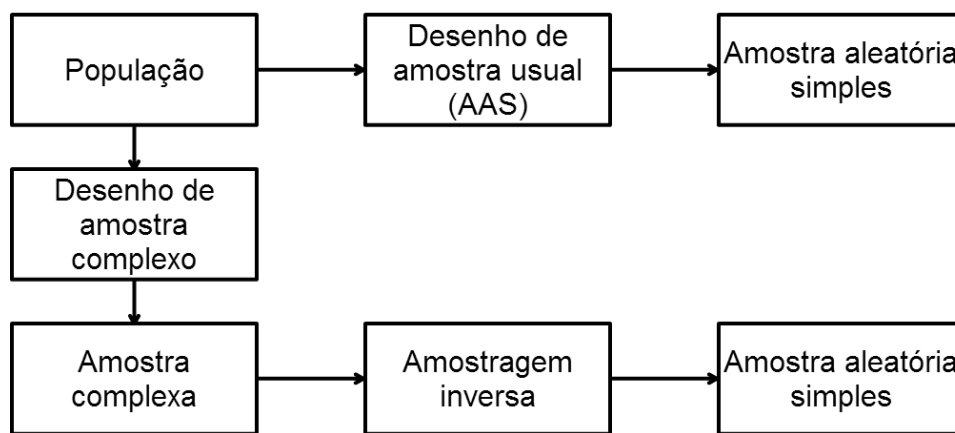 População
Desenho de
amostra usual
(AAS)
Amostra aleatória
simples
Desenho de
amostra
complexo
Amostra
complexa
Amostragem
inversa
Amostra aleatória
simples